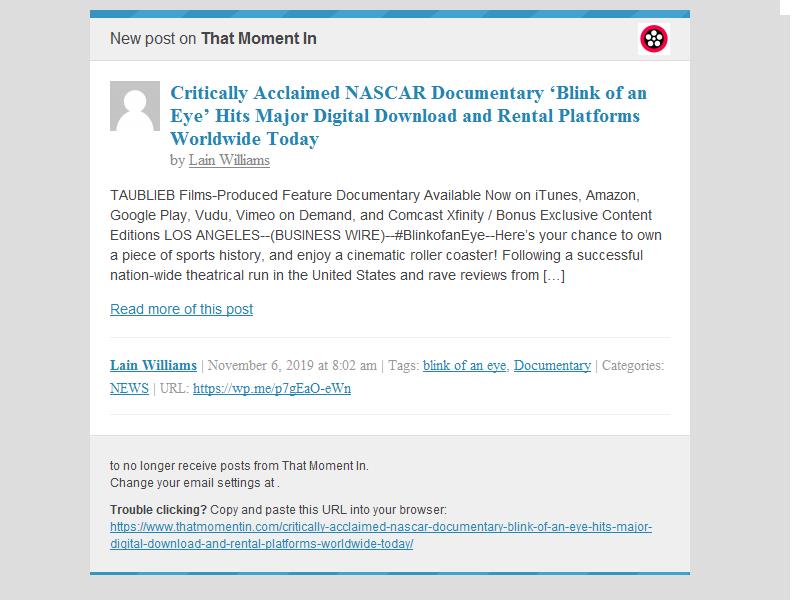 New post on That Moment In
Critically Acclaimed NASCAR Documentary ‘Blink of an
Eye’ Hits Major Digital Download and Rental Platforms
Worldwide Today
by Lain Williams
TAUBLIEB Films-Produced Feature Documentary Available Now on iTunes, Amazon,
Google Play, Vudu, Vimeo on Demand, and Comcast Xfinity / Bonus Exclusive Content
Editions LOS ANGELES--(BUSINESS WIRE)--#BlinkofanEye--Here’s your chance to own
a piece of sports history, and enjoy a cinematic roller coaster! Following a successful
nation-wide theatrical run in the United States and rave reviews from […]
Read more of this post
Lain Williams | November 6, 2019 at 8:02 am | Tags: blink of an eye, Documentary | Categories:
NEWS | URL: https://wp.me/p7gEaO-eWn
to no longer receive posts from That Moment In.
Change your email settings at .
Trouble clicking? Copy and paste this URL into your browser:
https://www.thatmomentin.com/critically-acclaimed-nascar-documentary-blink-of-an-eye-hits-major-
digital-download-and-rental-platforms-worldwide-today/